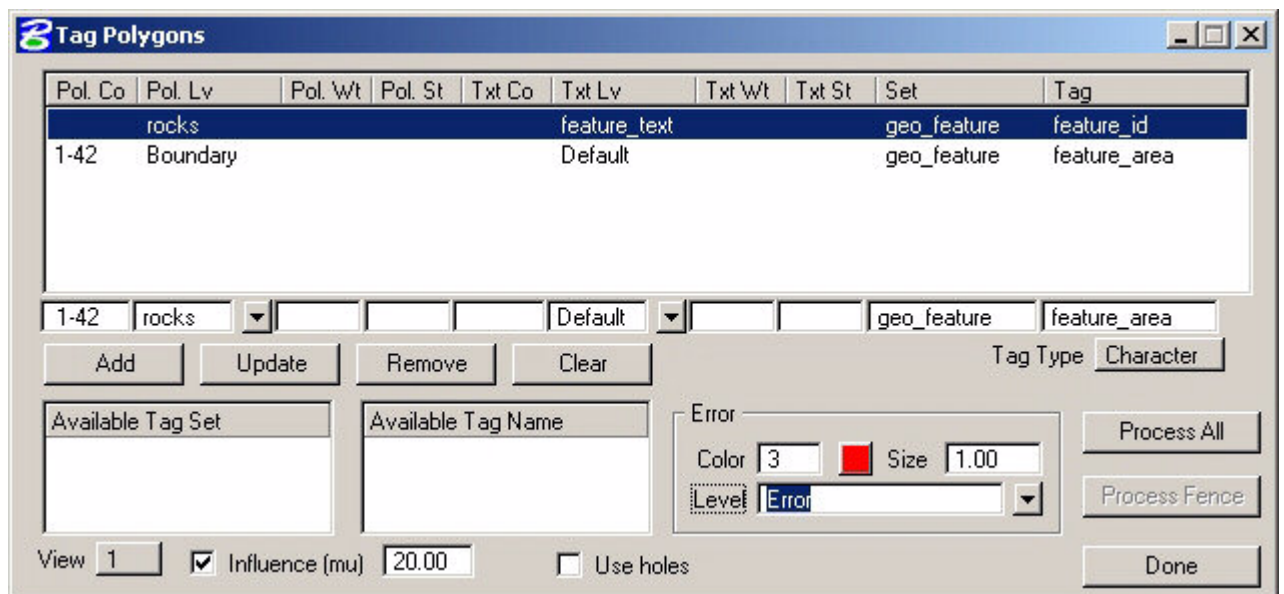 Tag Polygons
Pol. Co Pol. Lv Pol. Wt Pol. St Txt Co Txt Lv Txt Wt Txt St Set Tag
rocks feature_text geo_feature feature_id
1-42 Boundary Default geo_feature feature_area
1-42 rocks Default geo_feature feature_area
Add Update Remove Clear Tag Type Character
Available Tag Set Available Tag Name Error
Process All
Color 3 Size 1.00
Level Error Process Fence
View 1 Influence (mu) 20.00 Use holes Done